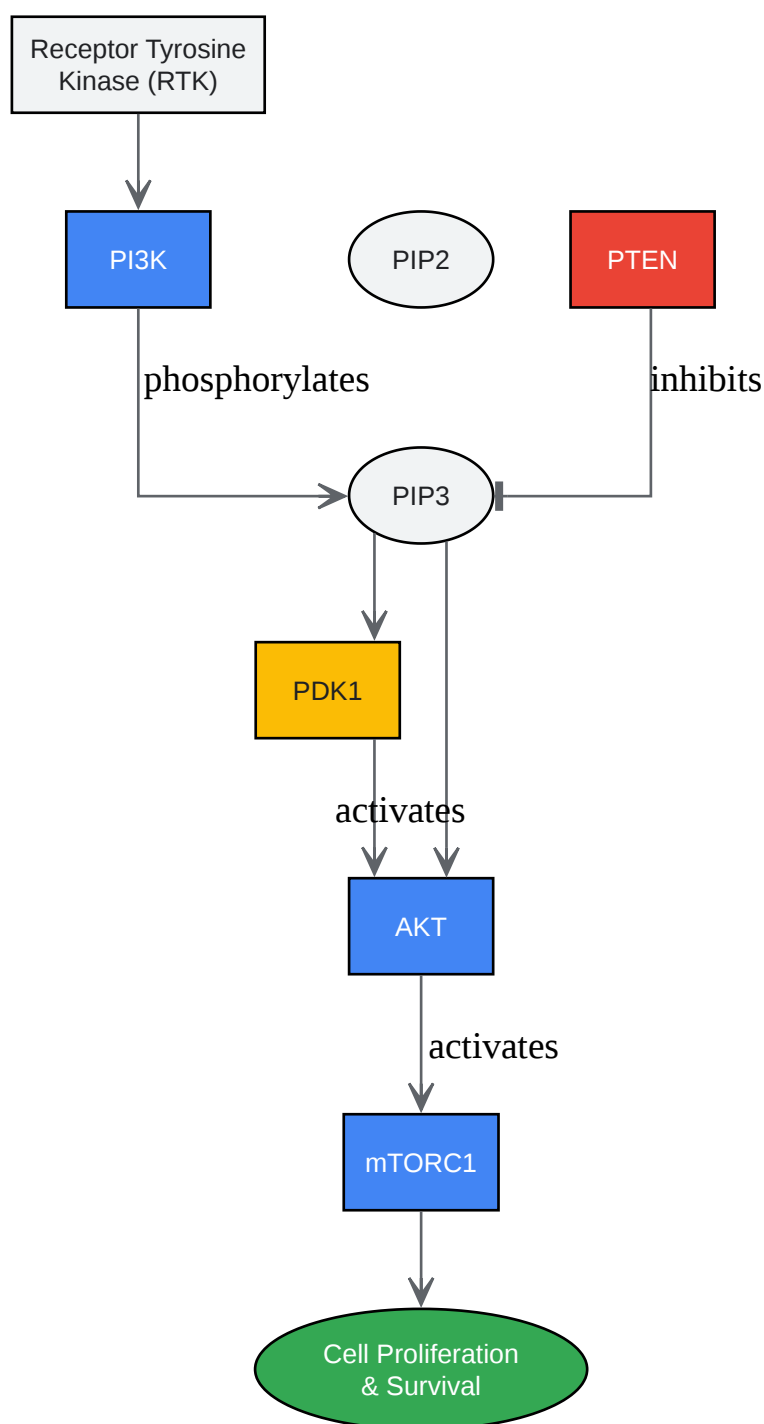 Receptor Tyrosine
Kinase (RTK)
PI3K
PIP2
PTEN
phosphorylates
inhibits
PIP3
PDK1
activates
AKT
activates
mTORC1
Cell Proliferation
& Survival